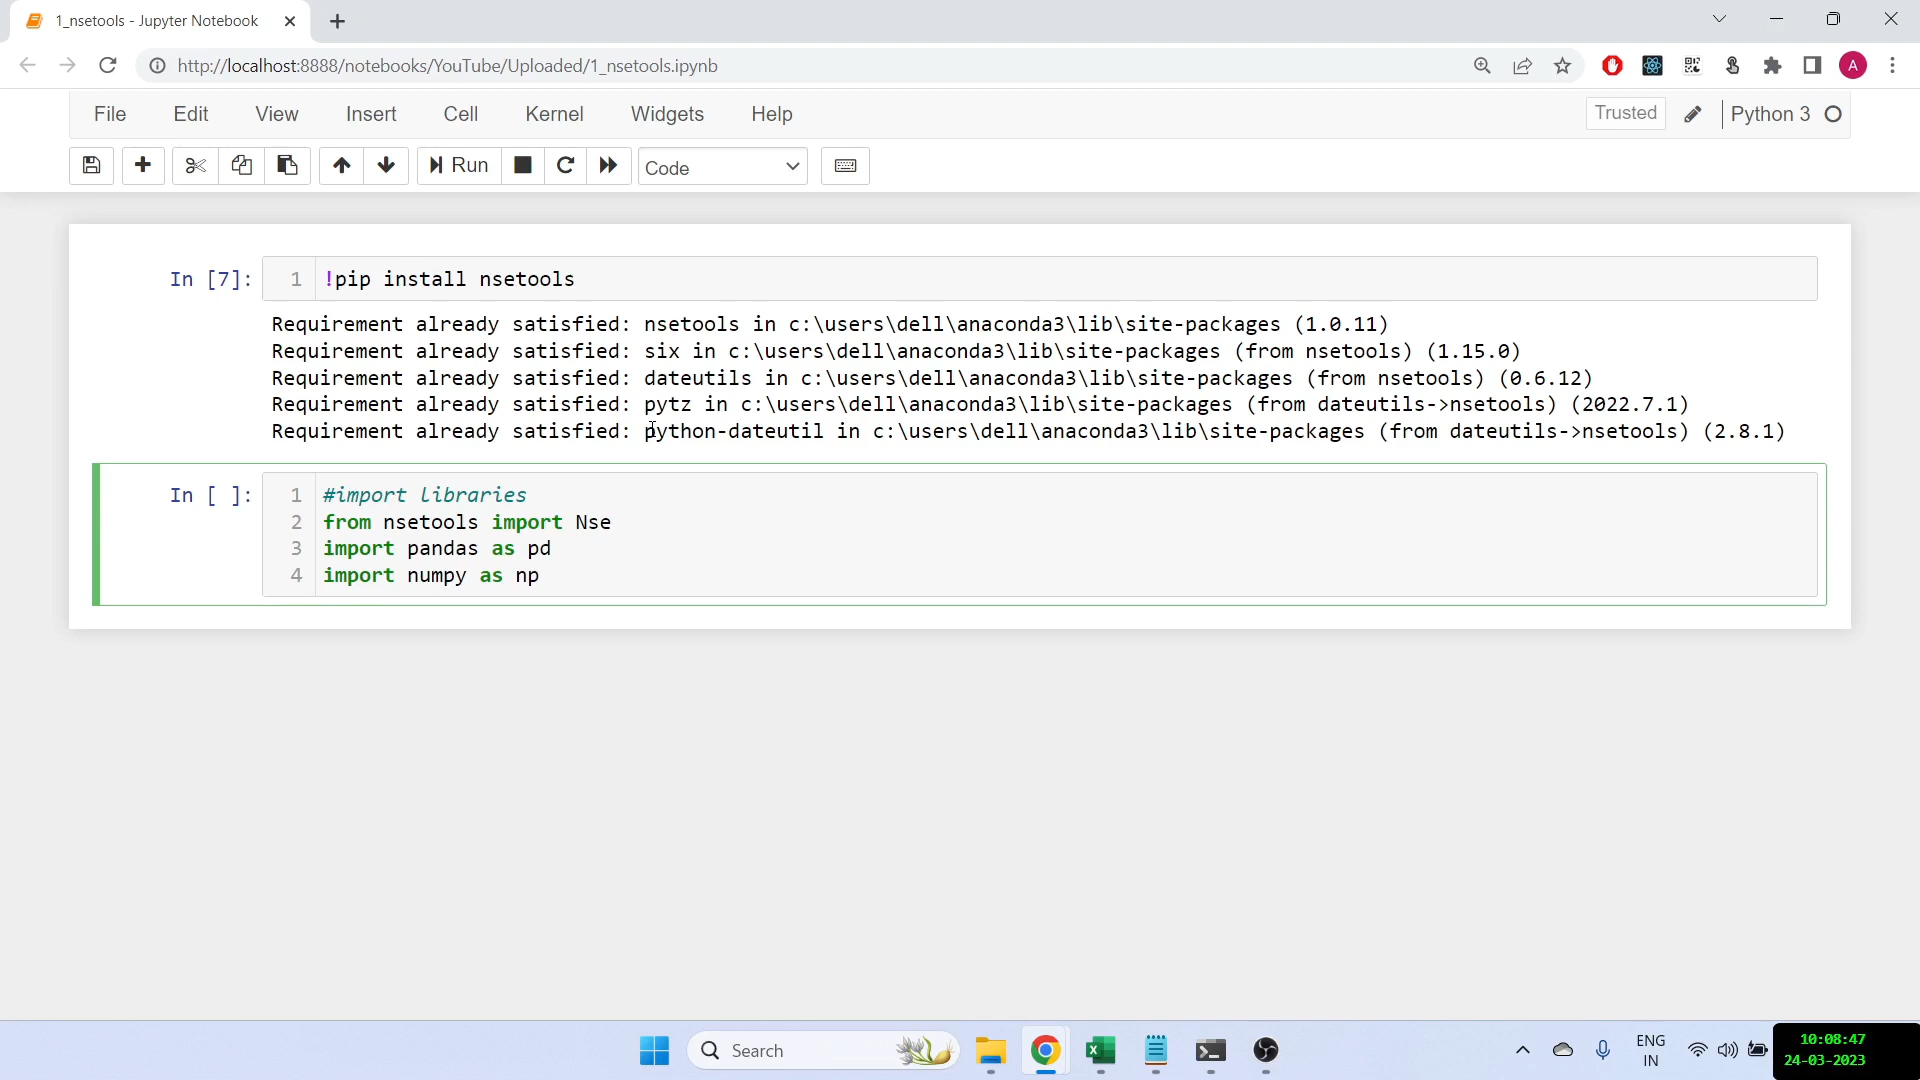 1_nsetools - Jupyter Notebook
http://localhost:8888/notebooks/YouTube/Uploaded/1_nsetools.ipynb
A
File Edit View Insert Cell Kernel Widgets Help
Trusted
Python 3
Run
Code
In [7]:
1 !pip install nsetools
Requirement already satisfied: nsetools in c:\users\dell\anaconda3\lib\site-packages (1.0.11)
Requirement already satisfied: six in c:\users\dell\anaconda3\lib\site-packages (from nsetools) (1.15.0)
Requirement already satisfied: dateutils in c:\users\dell\anaconda3\lib\site-packages (from nsetools) (0.6.12)
Requirement already satisfied: pytz in c:\users\dell\anaconda3\lib\site-packages (from dateutils->nsetools) (2022.7.1)
Requirement already satisfied: python-dateutil in c:\users\dell\anaconda3\lib\site-packages (from dateutils->nsetools) (2.8.1)
In [ ]:
1 #import libraries
2 from nsetools import Nse
3 import pandas as pd
4 import numpy as np
Search
ENG
IN
10:08:47
24-03-2023